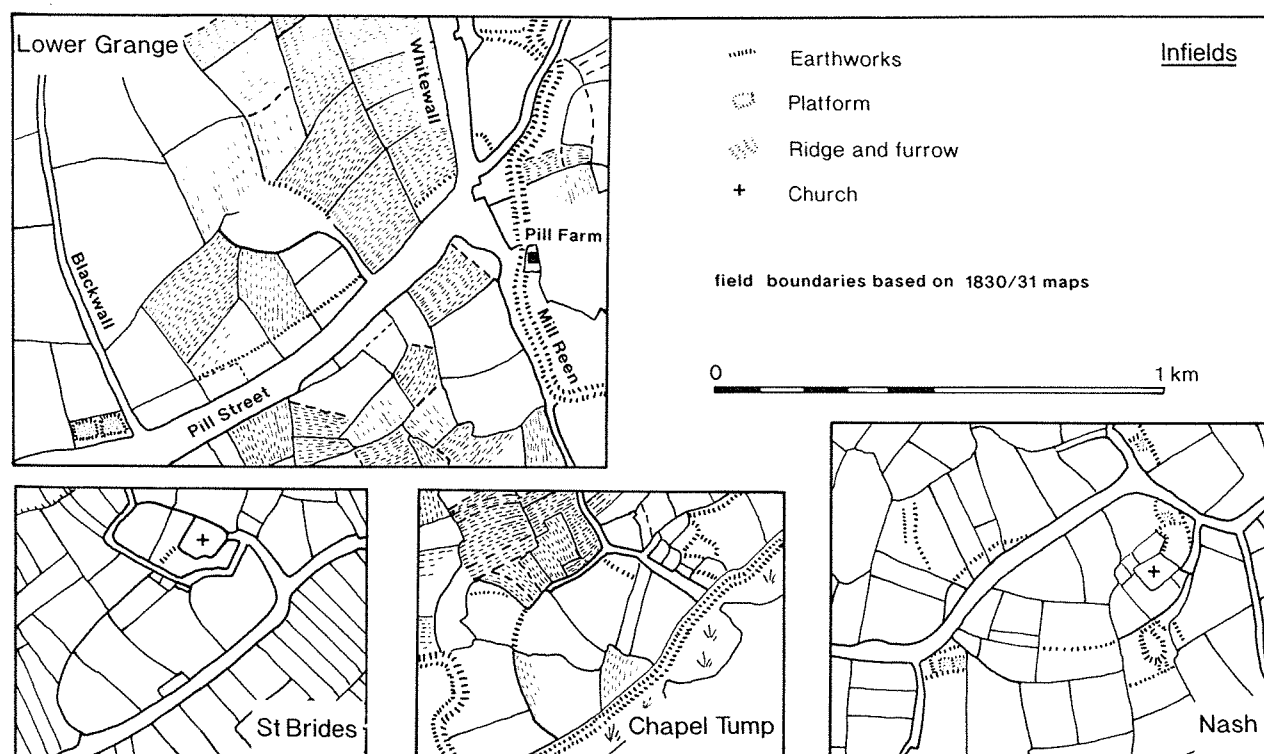 Lower Grange
Whitewall
Blackwall
Pill Street
Pill Farm
Mill Reen
Infields
Earthworks
Platform
Ridge and furrow
Church
field boundaries based on 1830/31 maps
0 1 km
St Brides
Chapel Tump
Nash